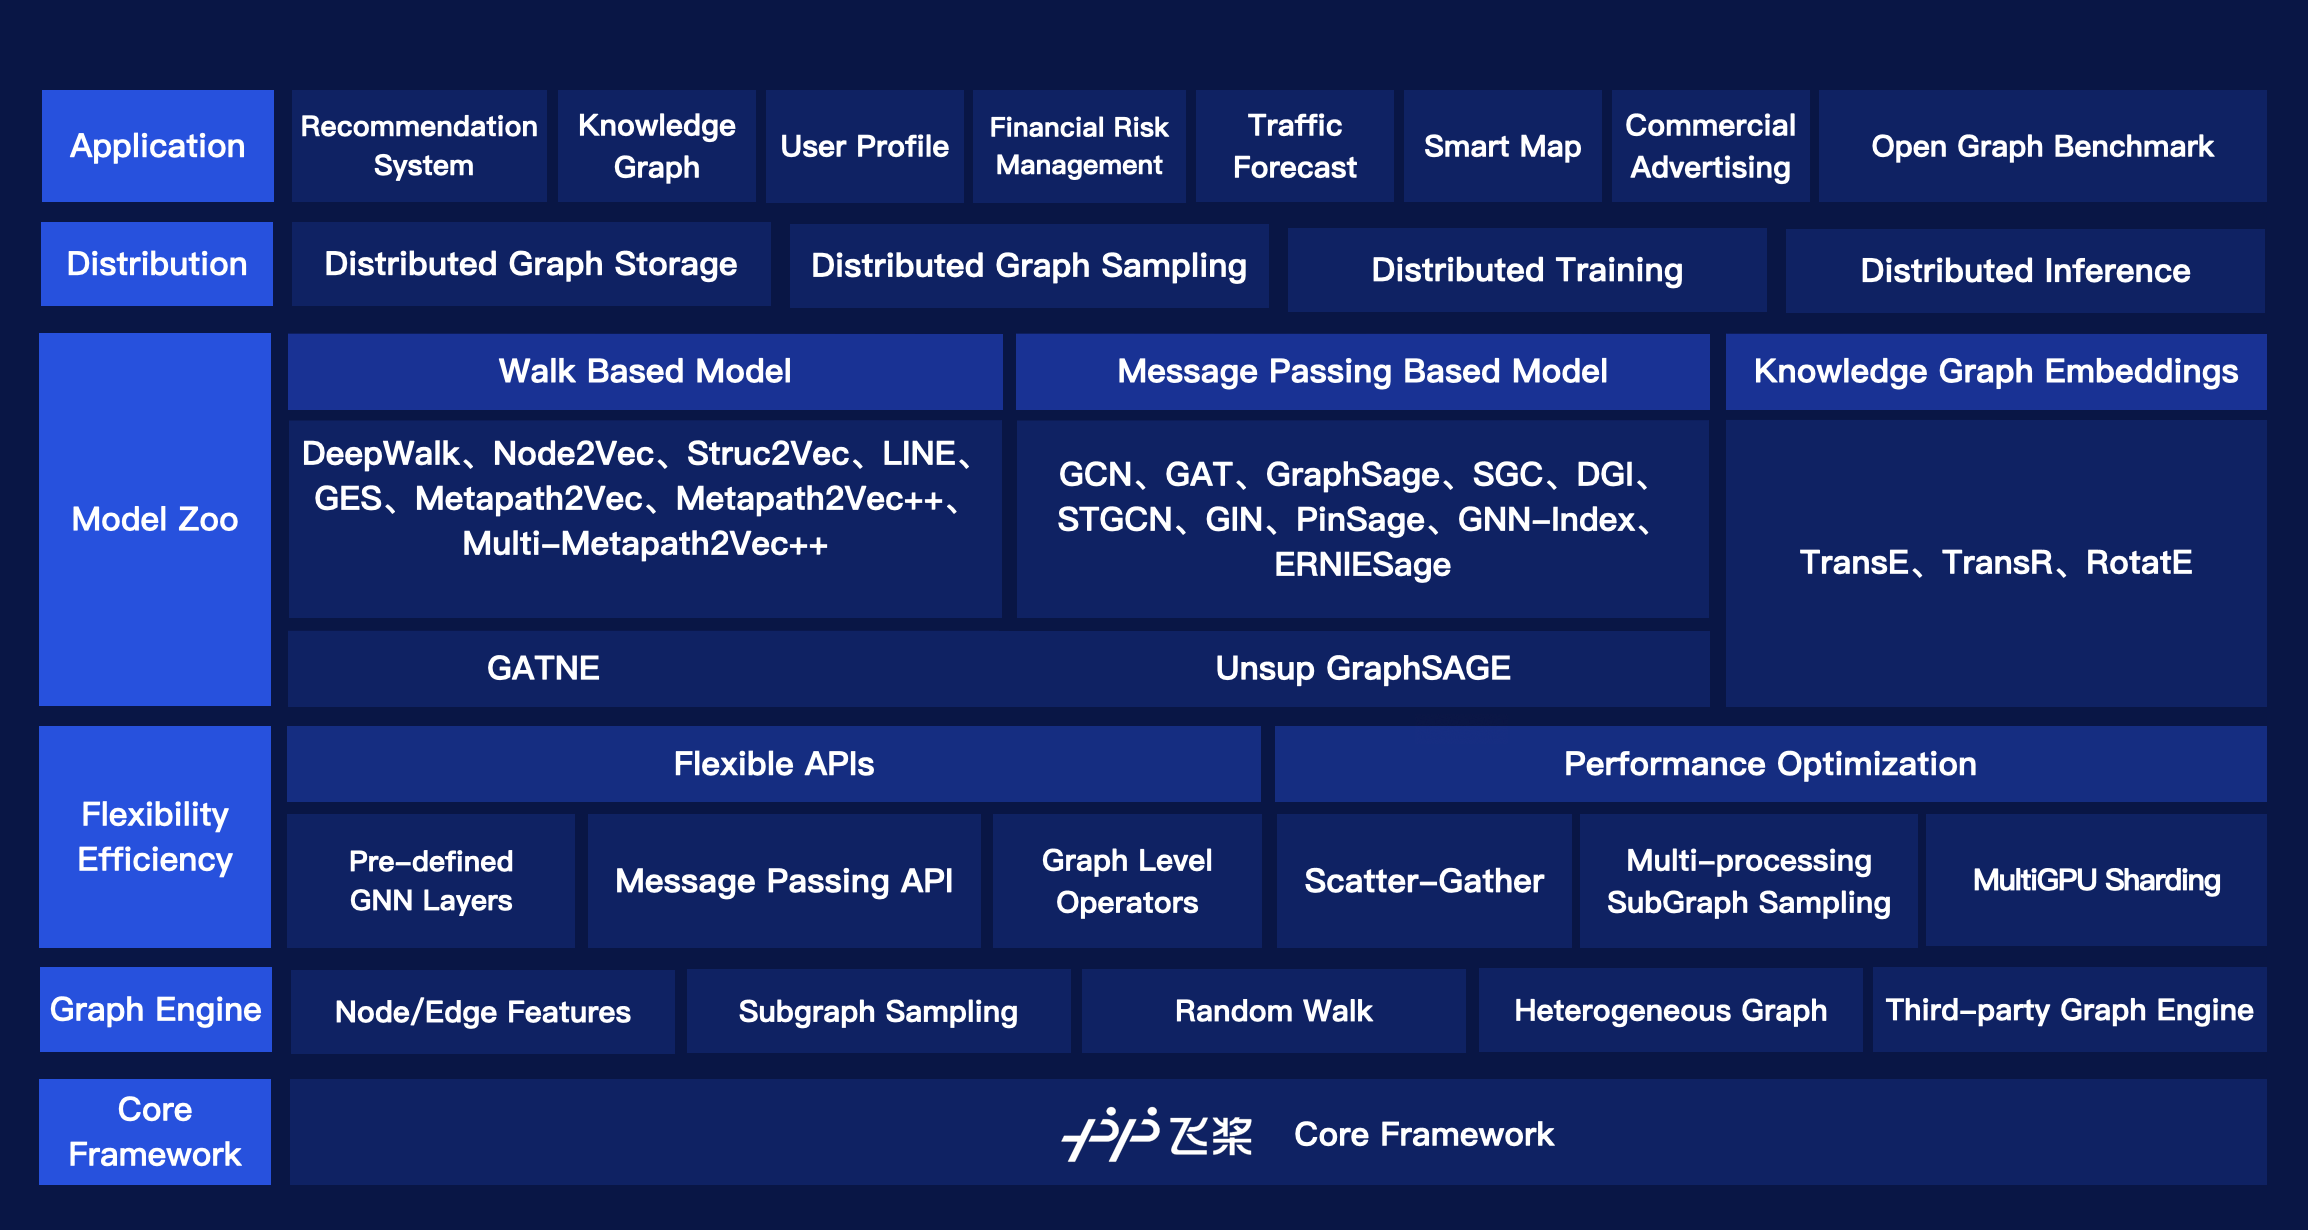 Application
Recommendation
System
Knowledge
Graph
User Profile
Financial Risk
Management
Traffic
Forecast
Smart Map
Commercial
Advertising
Open Graph Benchmark
Distribution
Distributed Graph Storage
Distributed Graph Sampling
Distributed Training
Distributed Inference
Model Zoo
Walk Based Model
DeepWalk、Node2Vec、Struc2Vec、LINE、
GES、Metapath2Vec、Metapath2Vec++、
Multi-Metapath2Vec++
Message Passing Based Model
GCN、GAT、GraphSage、SGC、DGI、
STGCN、GIN、PinSage、GNN-Index、
ERNIESage
Knowledge Graph Embeddings
TransE、TransR、RotatE
GATNE
Unsup GraphSAGE
Flexibility
Efficiency
Flexible APIs
Pre-defined
GNN Layers
Message Passing API
Graph Level
Operators
Performance Optimization
Scatter-Gather
Multi-processing
SubGraph Sampling
MultiGPU Sharding
Graph Engine
Node/Edge Features
Subgraph Sampling
Random Walk
Heterogeneous Graph
Third-party Graph Engine
Core
Framework
飞桨 Core Framework